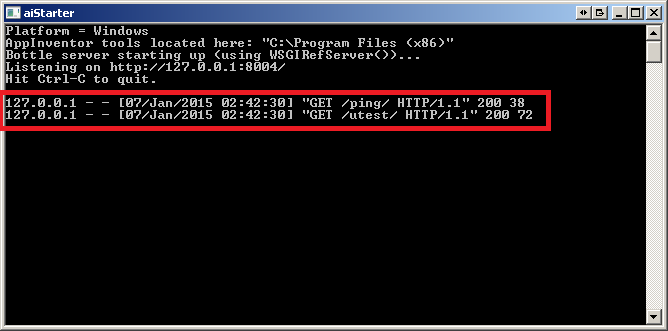 aiStarter
Platform = Windows
AppInventor tools located here: "C:\Program Files (x86)"
Bottle server starting up (using WSGIRefServer())...
Listening on http://127.0.0.1:8004/
Hit Ctrl-C to quit.
127.0.0.1 - - [07/Jan/2015 02:42:30] "GET /ping/ HTTP/1.1" 200 38
127.0.0.1 - - [07/Jan/2015 02:42:30] "GET /utest/ HTTP/1.1" 200 72